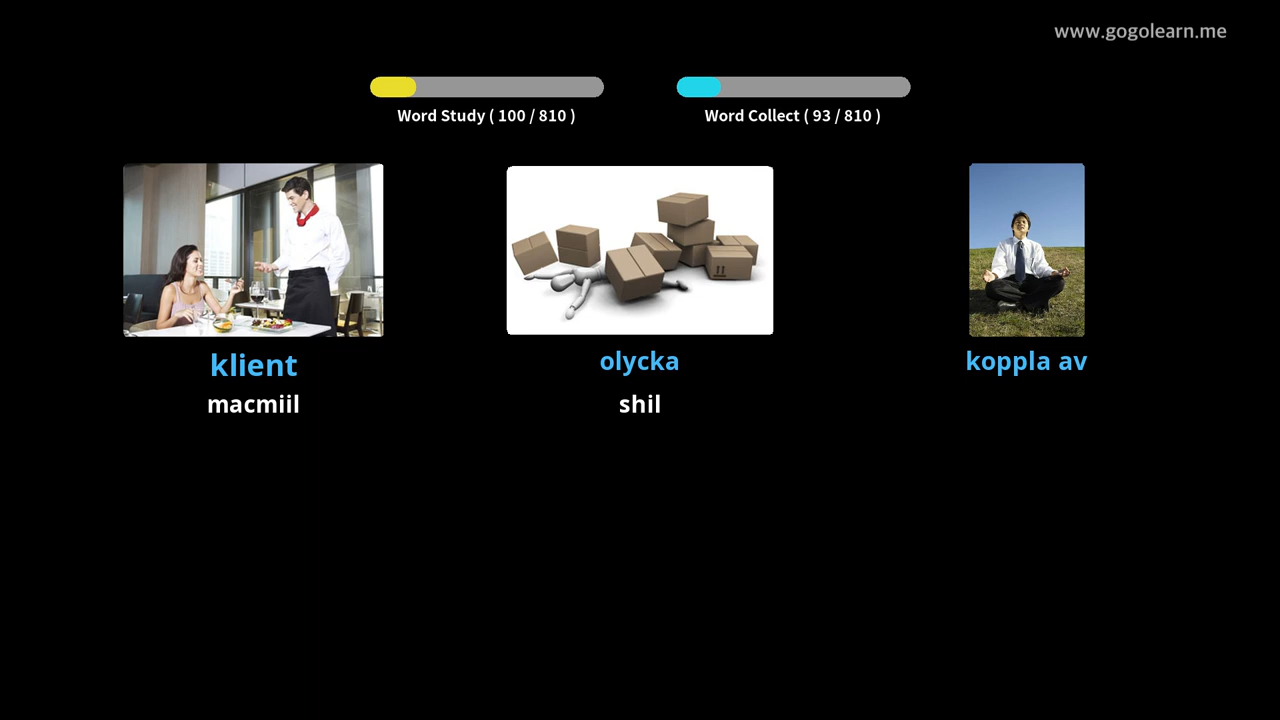 www.gogolearn.me
Word Study ( 100 / 810 )
Word Collect ( 93 / 810 )
klient
olycka
koppla av
macmiil
shil